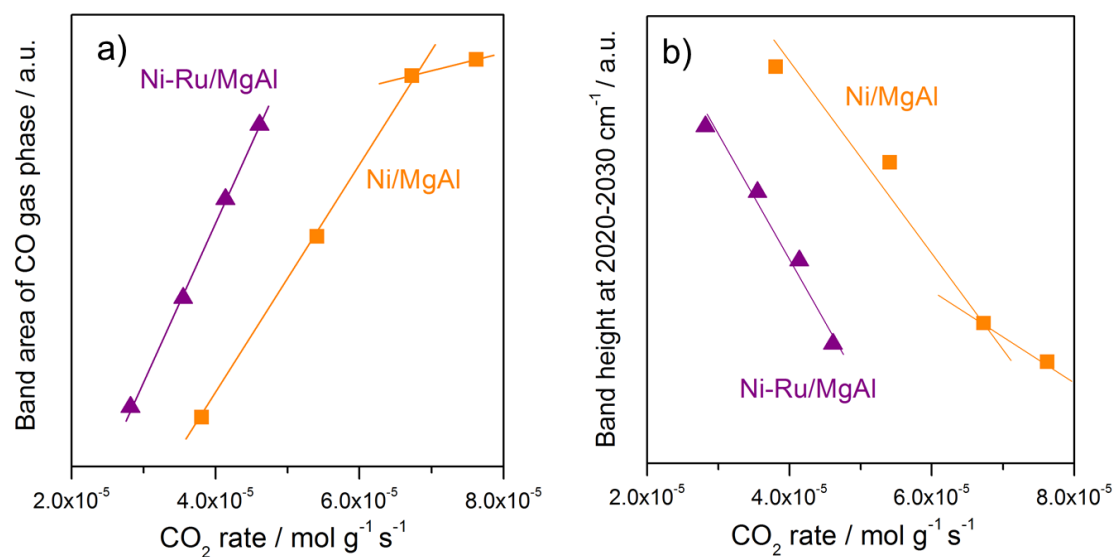 a)
Ni-Ru/MgAl
Ni/MgAl
Band area of CO gas phase / a.u.
2.0x10⁻⁵ 4.0x10⁻⁵ 6.0x10⁻⁵ 8.0x10⁻⁵
CO₂ rate / mol g⁻¹ s⁻¹
b)
Ni/MgAl
Ni-Ru/MgAl
Band height at 2020-2030 cm⁻¹ / a.u.
2.0x10⁻⁵ 4.0x10⁻⁵ 6.0x10⁻⁵ 8.0x10⁻⁵
CO₂ rate / mol g⁻¹ s⁻¹